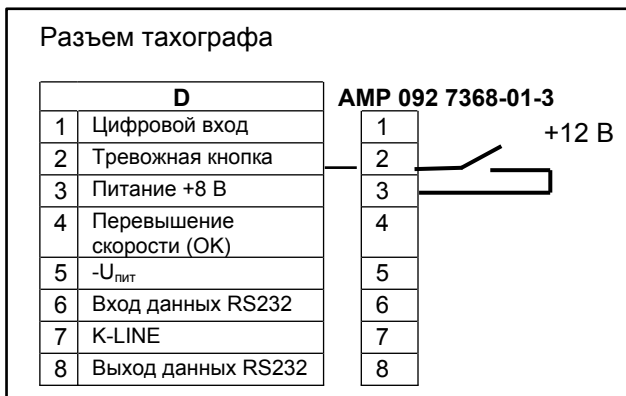 Разъем тахографа
D AMP 092 7368-01-3
1 Цифровой вход 1 +12 В
2 Тревожная кнопка 2
3 Питание +8 В 3
4 Перевышение 4
скорости (ОК)
5 -Uпит 5
6 Вход данных RS232 6
7 K-LINE 7
8 Выход данных RS232 8